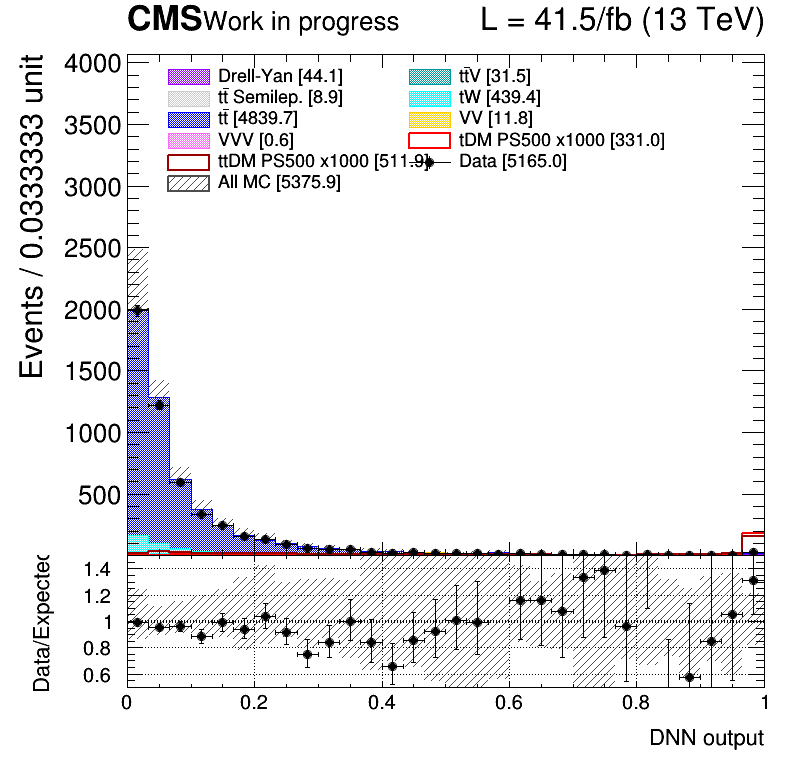 CMS Work in progress L = 41.5/fb (13 TeV)
Events / 0.0333333 unit
4000
3500
3000
2500
2000
1500
1000
500
Drell-Yan [44.1]
tt̄V [31.5]
tt̄ Semilep. [8.9]
tW [439.4]
tt̄ [4839.7]
VV [11.8]
VVV [0.6]
tDM PS500 x1000 [331.0]
ttDM PS500 x1000 [511.9]
Data [5165.0]
All MC [5375.9]
Data/Expected
1.4
1.2
1
0.8
0.6
0 0.2 0.4 0.6 0.8 1
DNN output